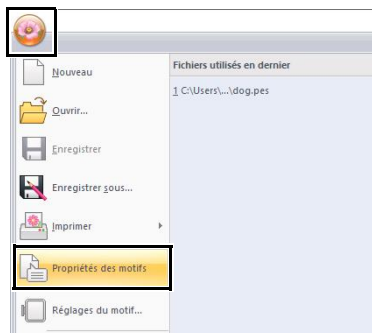 Nouveau
Ouvrir...
Enregistrer
Enregistrer sous...
Imprimer
Propriétés des motifs
Réglages du motif...
Fichiers utilisés en dernier
1 C:\Users\...\dog.pes